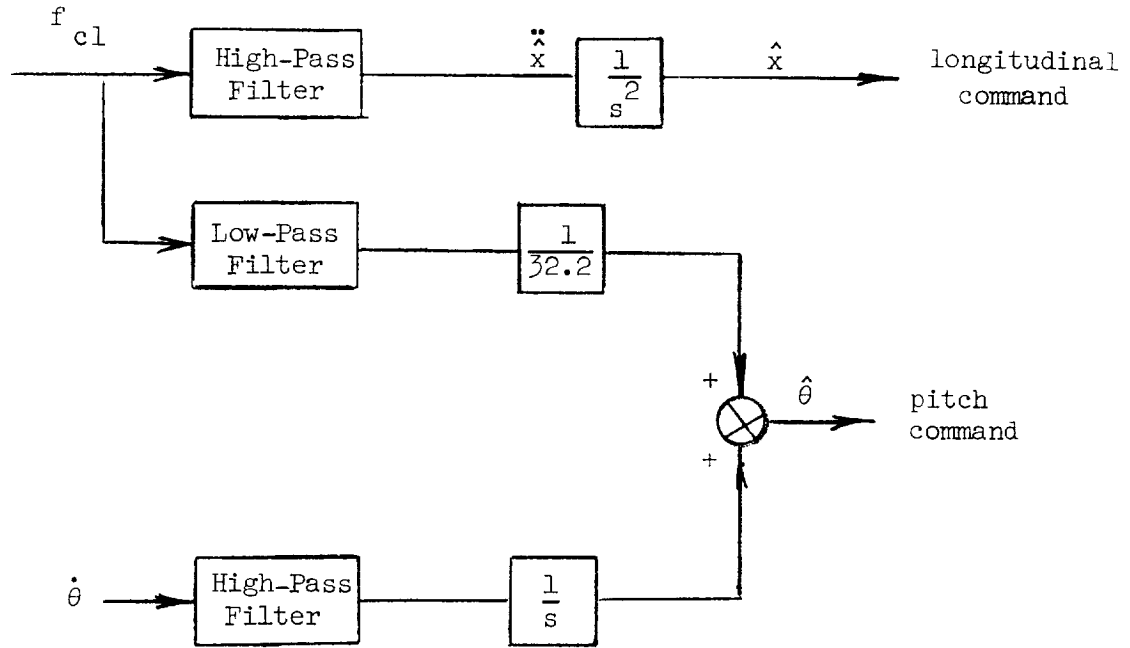 f cl
High-Pass
Filter
ẍ̂
1
s²
x̂
longitudinal
command
Low-Pass
Filter
1
32.2
+
θ̂
pitch
command
+
θ̇
High-Pass
Filter
1
s